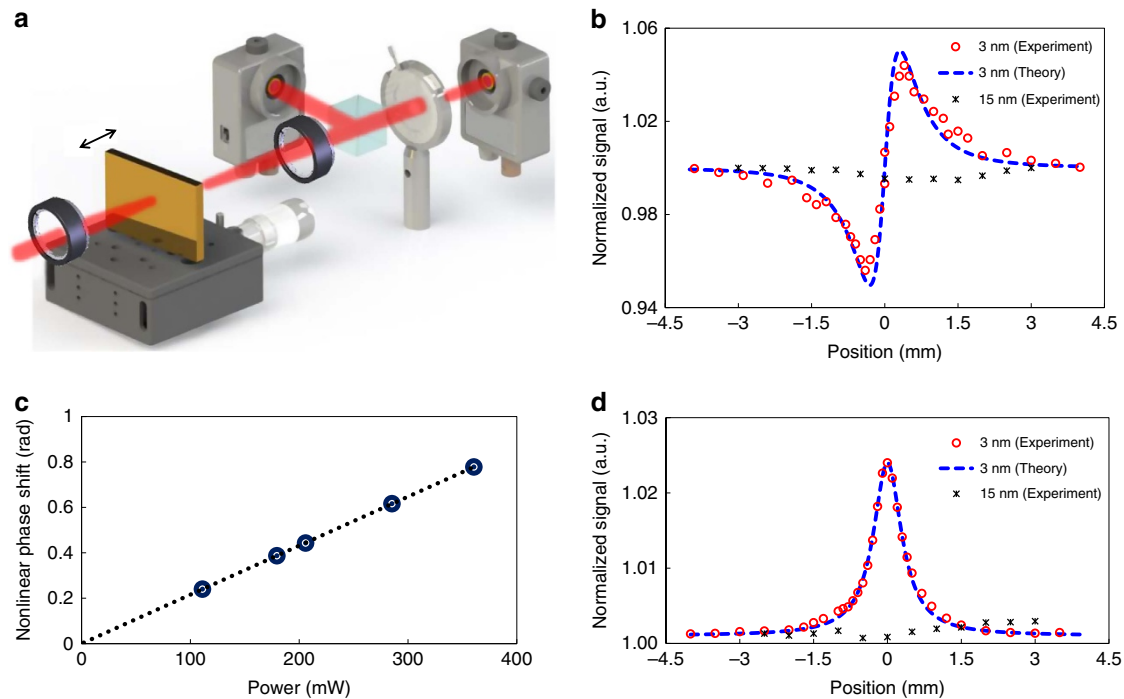 a
b
Normalized signal (a.u.)
1.06
1.02
0.98
0.94
3 nm (Experiment)
3 nm (Theory)
15 nm (Experiment)
–4.5 –3 –1.5 0 1.5 3 4.5
Position (mm)
c
Nonlinear phase shift (rad)
1
0.8
0.6
0.4
0.2
0
0 100 200 300 400
Power (mW)
d
Normalized signal (a.u.)
1.03
1.02
1.01
1.00
3 nm (Experiment)
3 nm (Theory)
15 nm (Experiment)
–4.5 –3 –1.5 0 1.5 3 4.5
Position (mm)